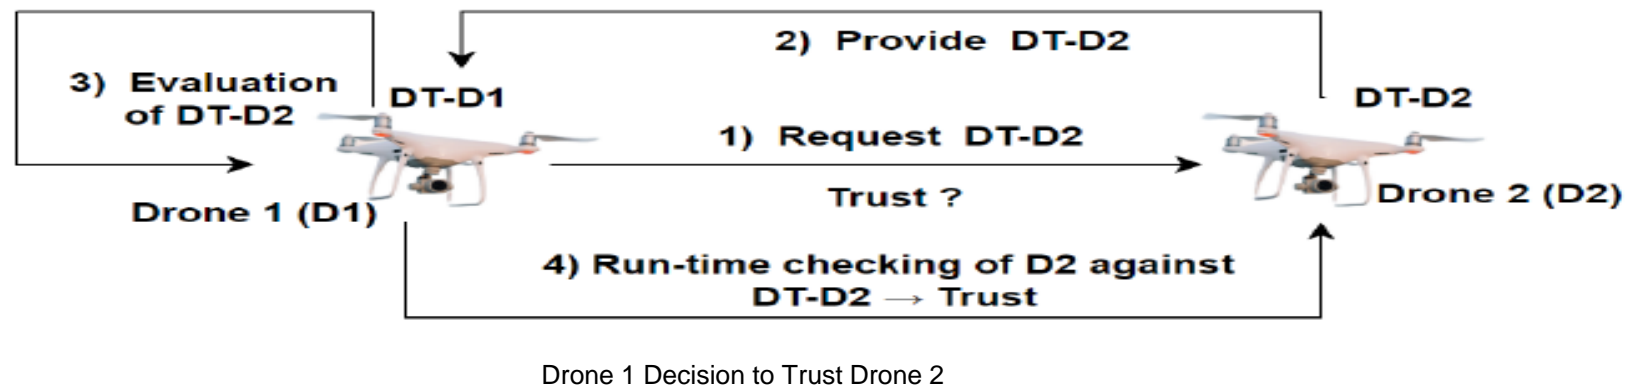 2) Provide DT-D2
3) Evaluation
of DT-D2
DT-D1
DT-D2
1) Request DT-D2
Trust ?
Drone 1 (D1)
Drone 2 (D2)
4) Run-time checking of D2 against
DT-D2 → Trust
Drone 1 Decision to Trust Drone 2